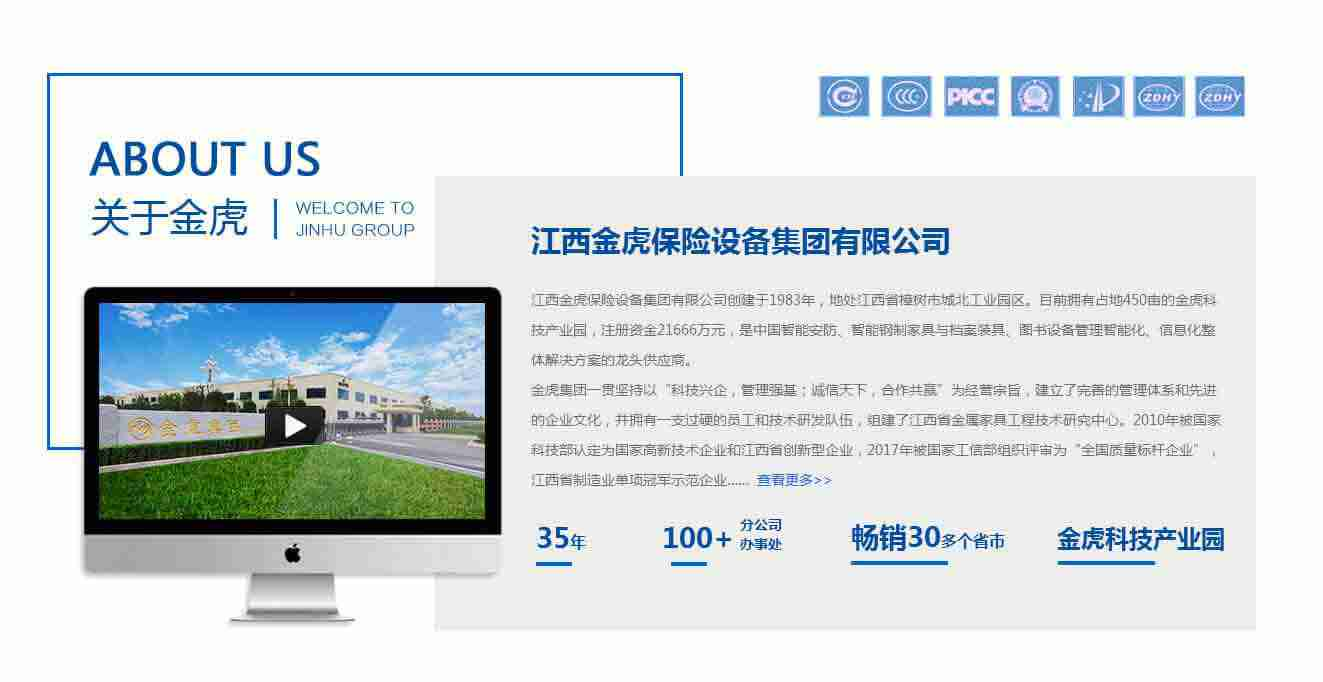 PICC
ZDHY
ZDHY
ABOUT US
关于金虎
WELCOME TO
JINHU GROUP
江西金虎保险设备集团有限公司
江西金虎保险设备集团有限公司创建于1983年，地处江西省樟树市城北工业园区。目前拥有占地450亩的金虎科
技产业园，注册资金21666万元，是中国智能安防、智能钢制家具与档案装具、图书设备管理智能化、信息化整
体解决方案的龙头供应商。
金虎集团一贯坚持以“科技兴企，管理强基；诚信天下，合作共赢”为经营宗旨，建立了完善的管理体系和先进
的企业文化，并拥有一支过硬的员工和技术研发队伍，组建了江西省金属家具工程技术研究中心。2010年被国家
科技部认定为国家高新技术企业和江西省创新型企业，2017年被国家工信部组织评审为“全国质量标杆企业”，
江西省制造业单项冠军示范企业...... 查看更多>>
金虎集团
35年
100+ 分公司
办事处
畅销30多个省市
金虎科技产业园